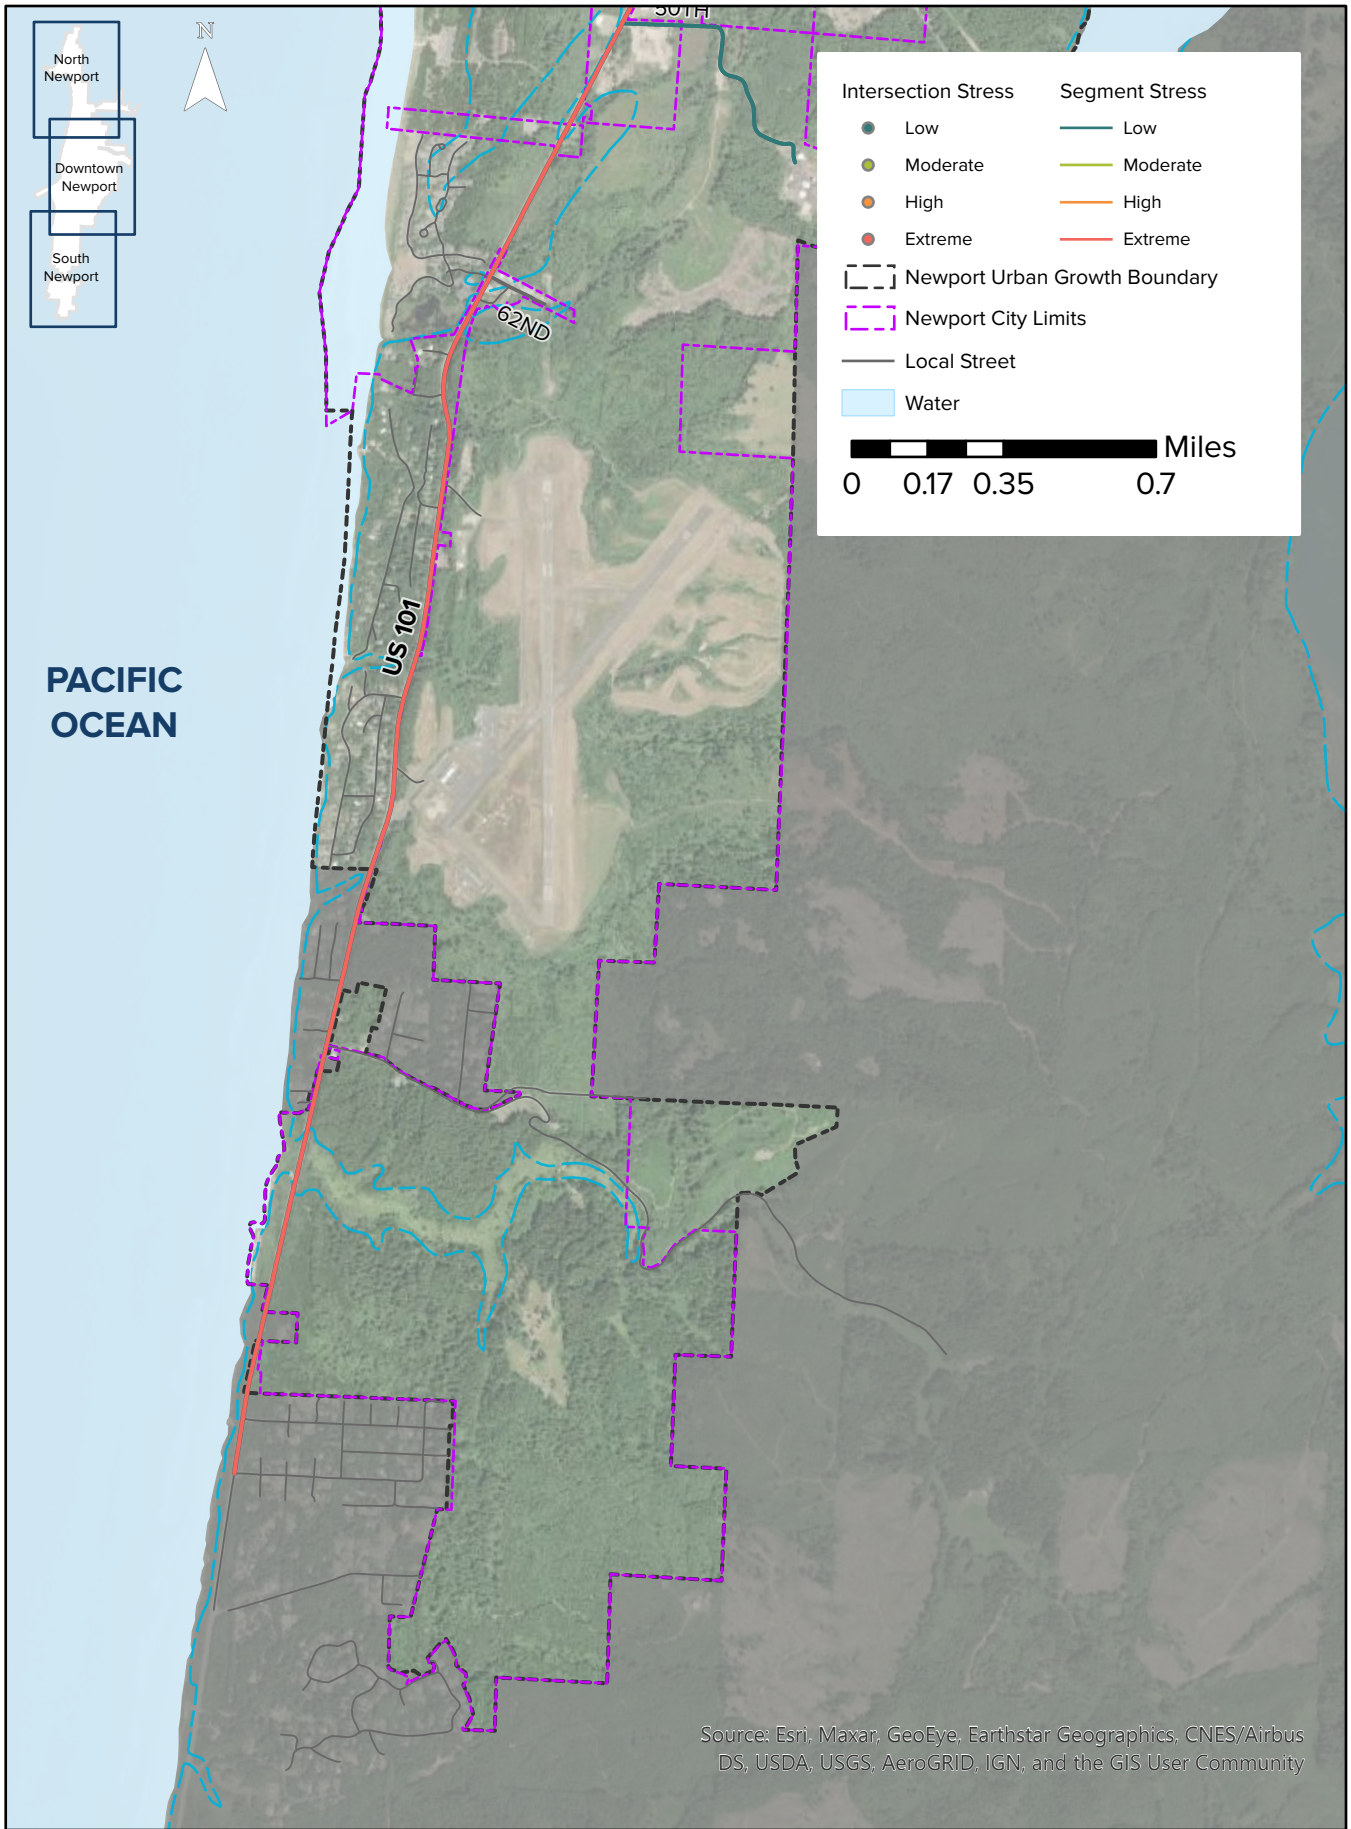 North
Newport
Downtown
Newport
South
Newport
N
50TH
Intersection Stress
Low
Moderate
High
Extreme
Segment Stress
Low
Moderate
High
Extreme
Newport Urban Growth Boundary
Newport City Limits
Local Street
Water
Miles
0 0.17 0.35 0.7
62ND
US 101
PACIFIC
OCEAN
Source: Esri, Maxar, GeoEye, Earthstar Geographics, CNES/Airbus
DS, USDA, USGS, AeroGRID, IGN, and the GIS User Community